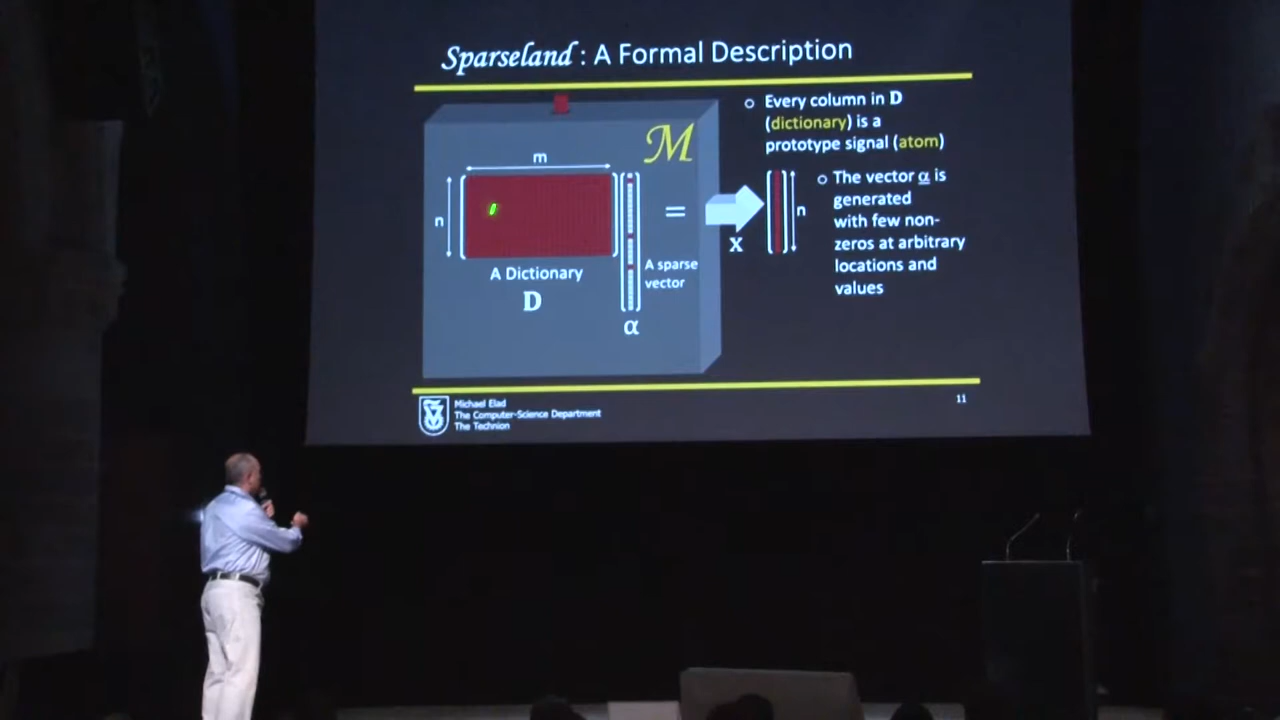 Sparseland : A Formal Description
ℳ
m
n
A Dictionary
D
α
A sparse
vector
=
X
n
Every column in D
(dictionary) is a
prototype signal (atom)
The vector α is
generated
with few non-
zeros at arbitrary
locations and
values
Michael Elad
The Computer-Science Department
The Technion
11